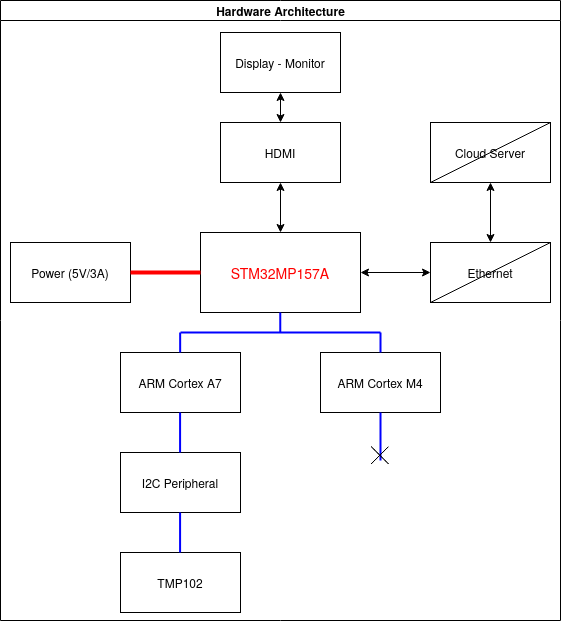 Hardware Architecture
Display - Monitor
HDMI
Cloud Server
Power (5V/3A)
STM32MP157A
Ethernet
ARM Cortex A7
ARM Cortex M4
I2C Peripheral
TMP102